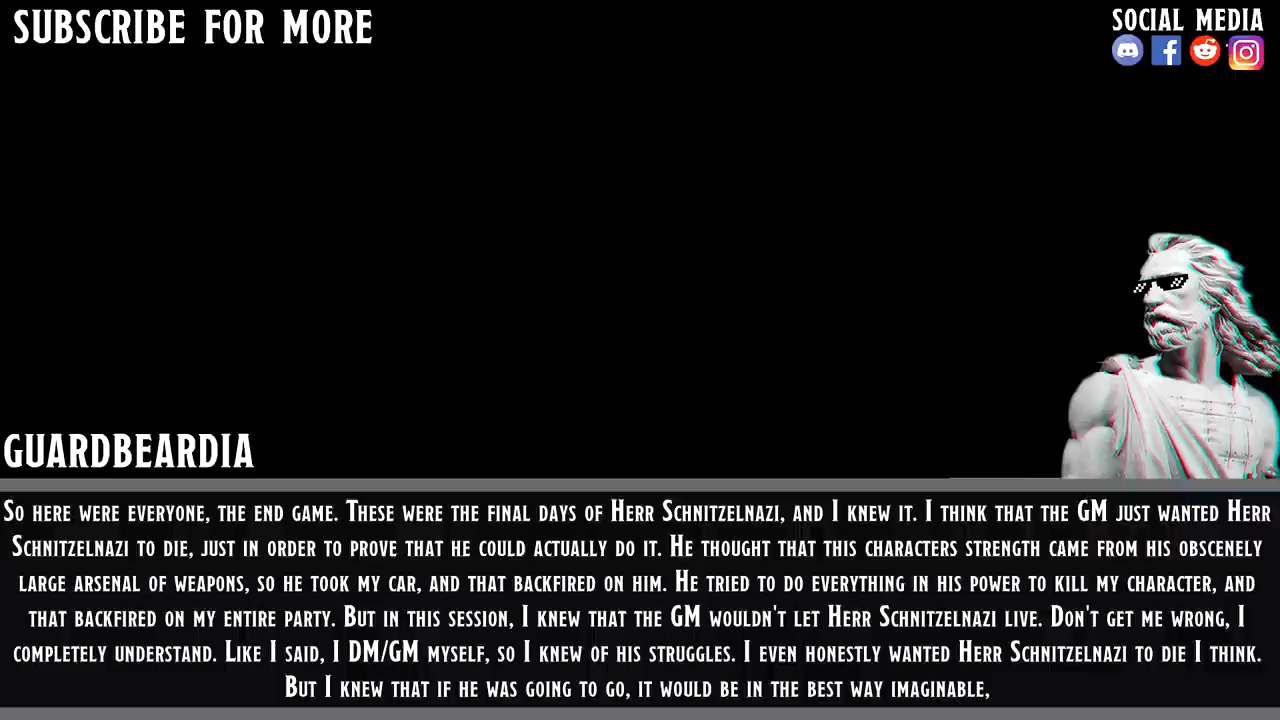 SUBSCRIBE FOR MORE
SOCIAL MEDIA
GUARDBEARDIA
So here were everyone, the end game. These were the final days of Herr Schnitzelnazi, and I knew it. I think that the GM just wanted Herr
Schnitzelnazi to die, just in order to prove that he could actually do it. He thought that this characters strength came from his obscenely
large arsenal of weapons, so he took my car, and that backfired on him. He tried to do everything in his power to kill my character, and
that backfired on my entire party. But in this session, I knew that the GM wouldn't let Herr Schnitzelnazi live. Don't get me wrong, I
completely understand. Like I said, I DM/GM myself, so I knew of his struggles. I even honestly wanted Herr Schnitzelnazi to die I think.
But I knew that if he was going to go, it would be in the best way imaginable,